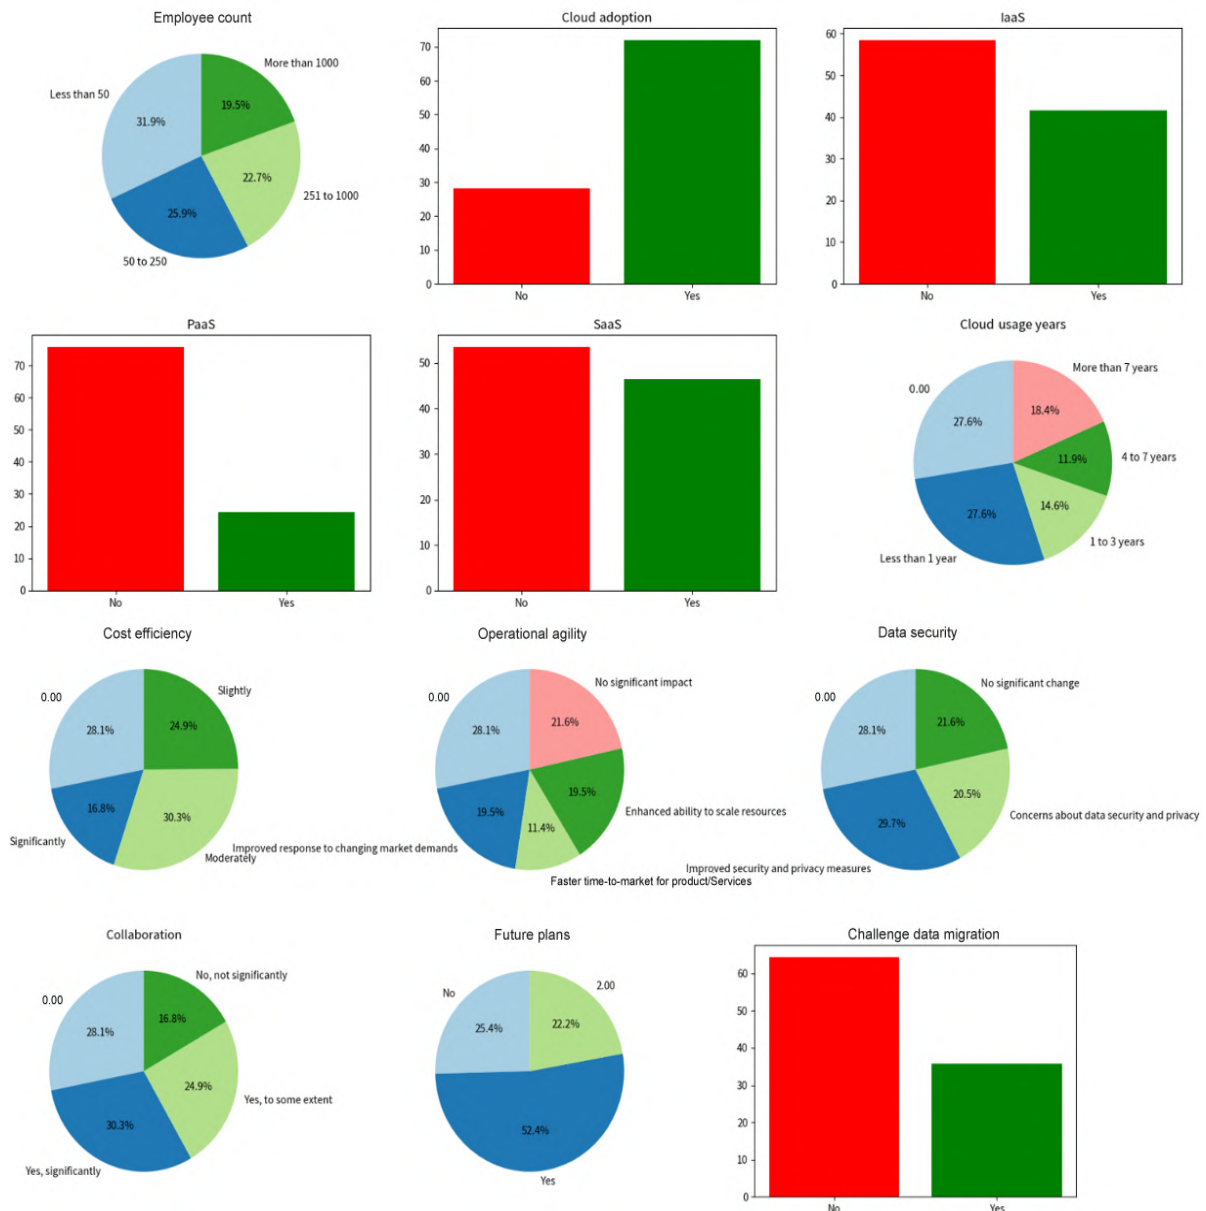 Employee count
More than 1000
Less than 50
19.5%
31.9%
22.7%
251 to 1000
25.9%
50 to 250
Cloud adoption
70
60
50
40
30
20
10
0
No
Yes
IaaS
60
50
40
30
20
10
0
No
Yes
PaaS
70
60
50
40
30
20
10
0
No
Yes
SaaS
50
40
30
20
10
0
No
Yes
Cloud usage years
More than 7 years
0.00
18.4%
27.6%
11.9%
4 to 7 years
14.6%
27.6%
1 to 3 years
Less than 1 year
Cost efficiency
0.00
Slightly
24.9%
28.1%
16.8%
30.3%
Significantly
Moderately
Operational agility
No significant impact
0.00
21.6%
28.1%
19.5%
Enhanced ability to scale resources
19.5%
11.4%
Improved response to changing market demands
Faster time-to-market for product/Services
Data security
No significant change
0.00
21.6%
28.1%
20.5%
29.7%
Concerns about data security and privacy
Improved security and privacy measures
Collaboration
No, not significantly
0.00
16.8%
28.1%
24.9%
Yes, to some extent
30.3%
Yes, significantly
Future plans
No
2.00
25.4%
22.2%
52.4%
Yes
Challenge data migration
60
50
40
30
20
10
0
No
Yes